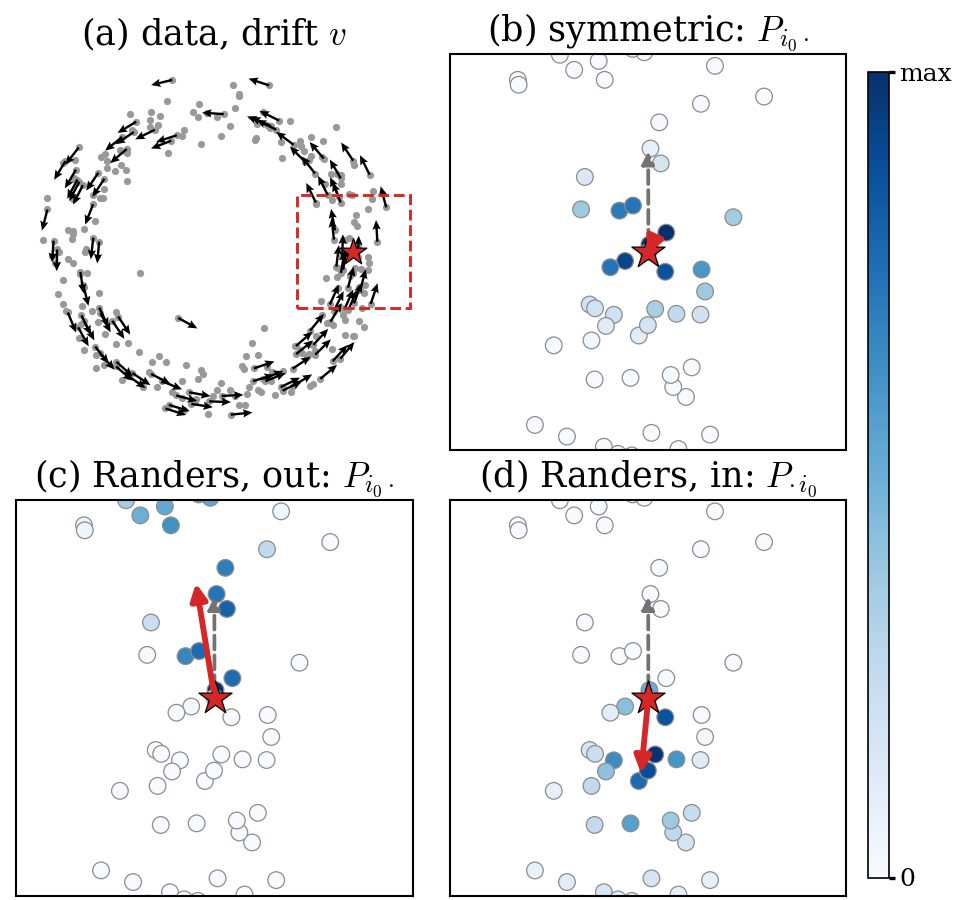 (a) data, drift v
(b) symmetric: P_{i_0 ·}
max
(c) Randers, out: P_{i_0 ·}
(d) Randers, in: P_{· i_0}
0